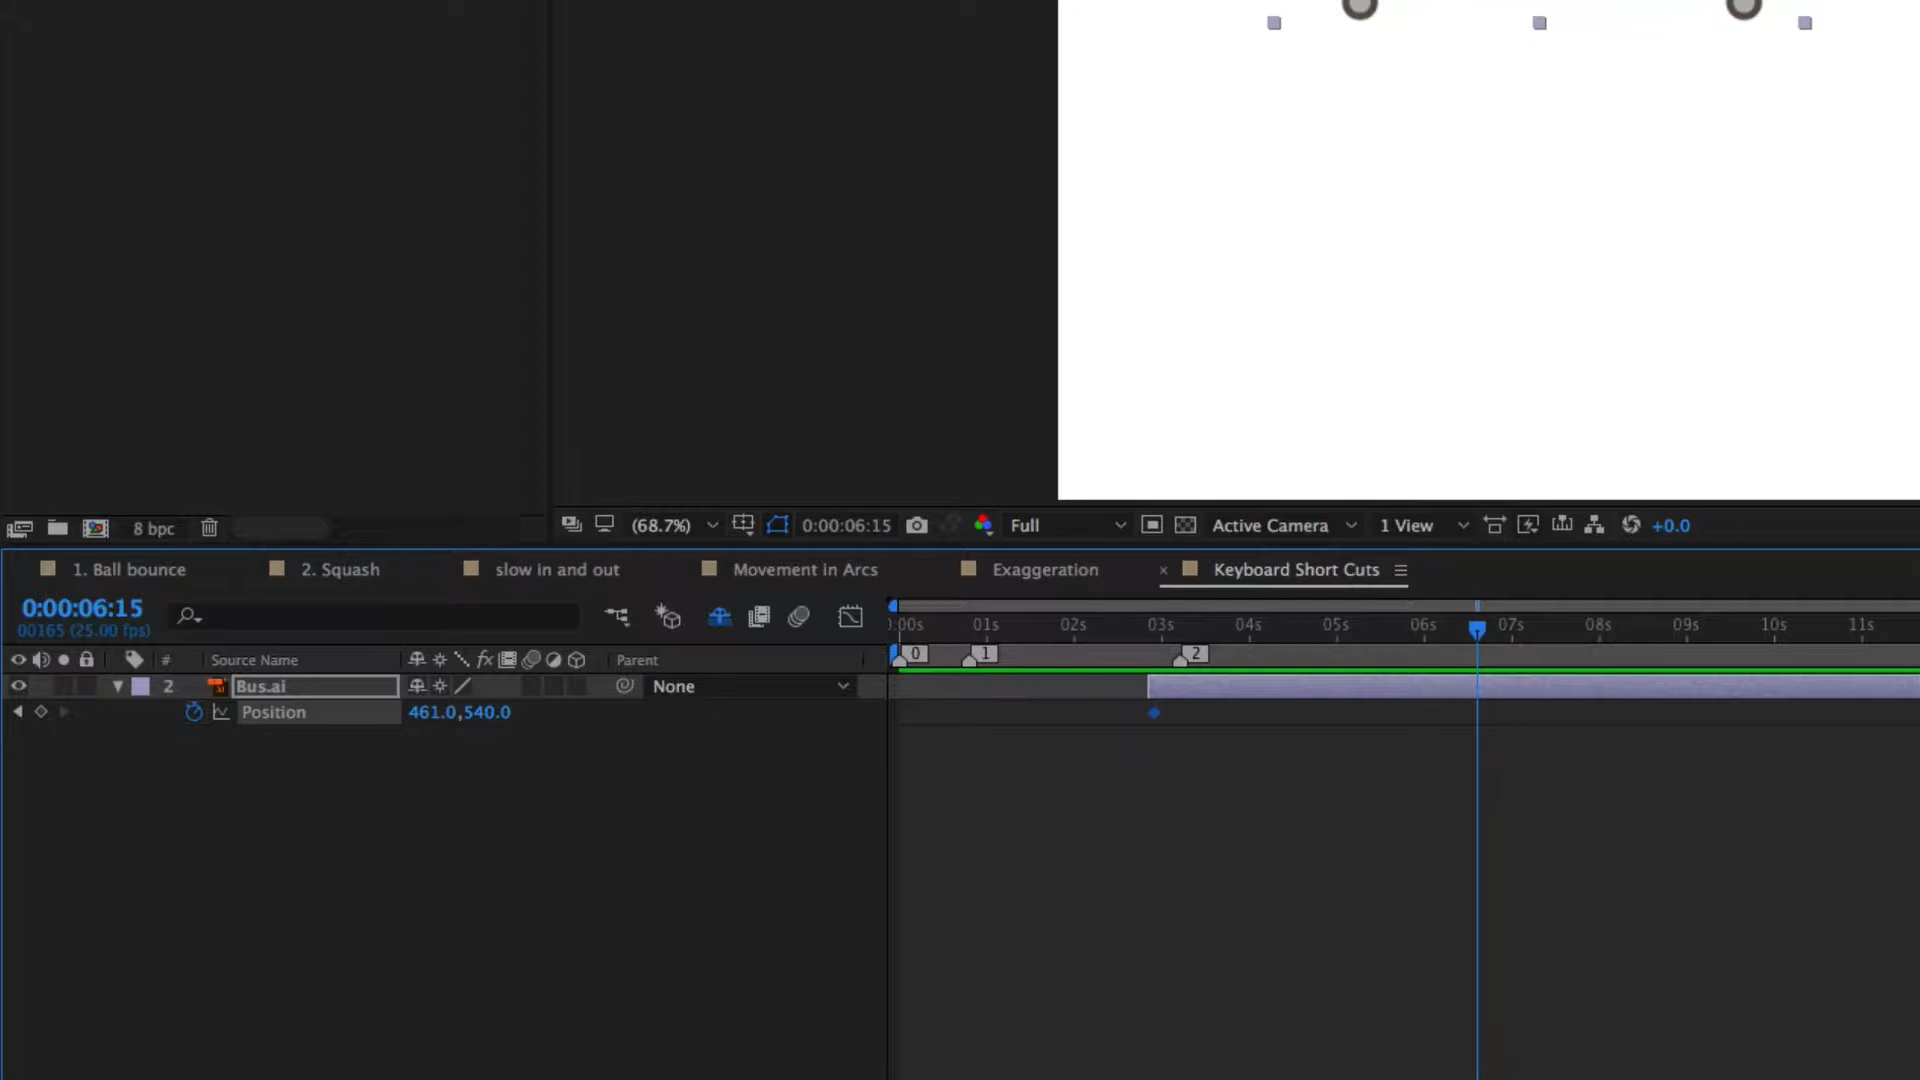 8 bpc
(68.7%) 0:00:06:15 Full Active Camera 1 View +0.0
1. Ball bounce 2. Squash slow in and out Movement in Arcs Exaggeration × Keyboard Short Cuts
0:00:06:15
00165 (25.00 fps)
:00s 01s 02s 03s 04s 05s 06s 07s 08s 09s 10s 11s
0 1 2
# Source Name fx Parent
2 Bus.ai None
Position 461.0,540.0